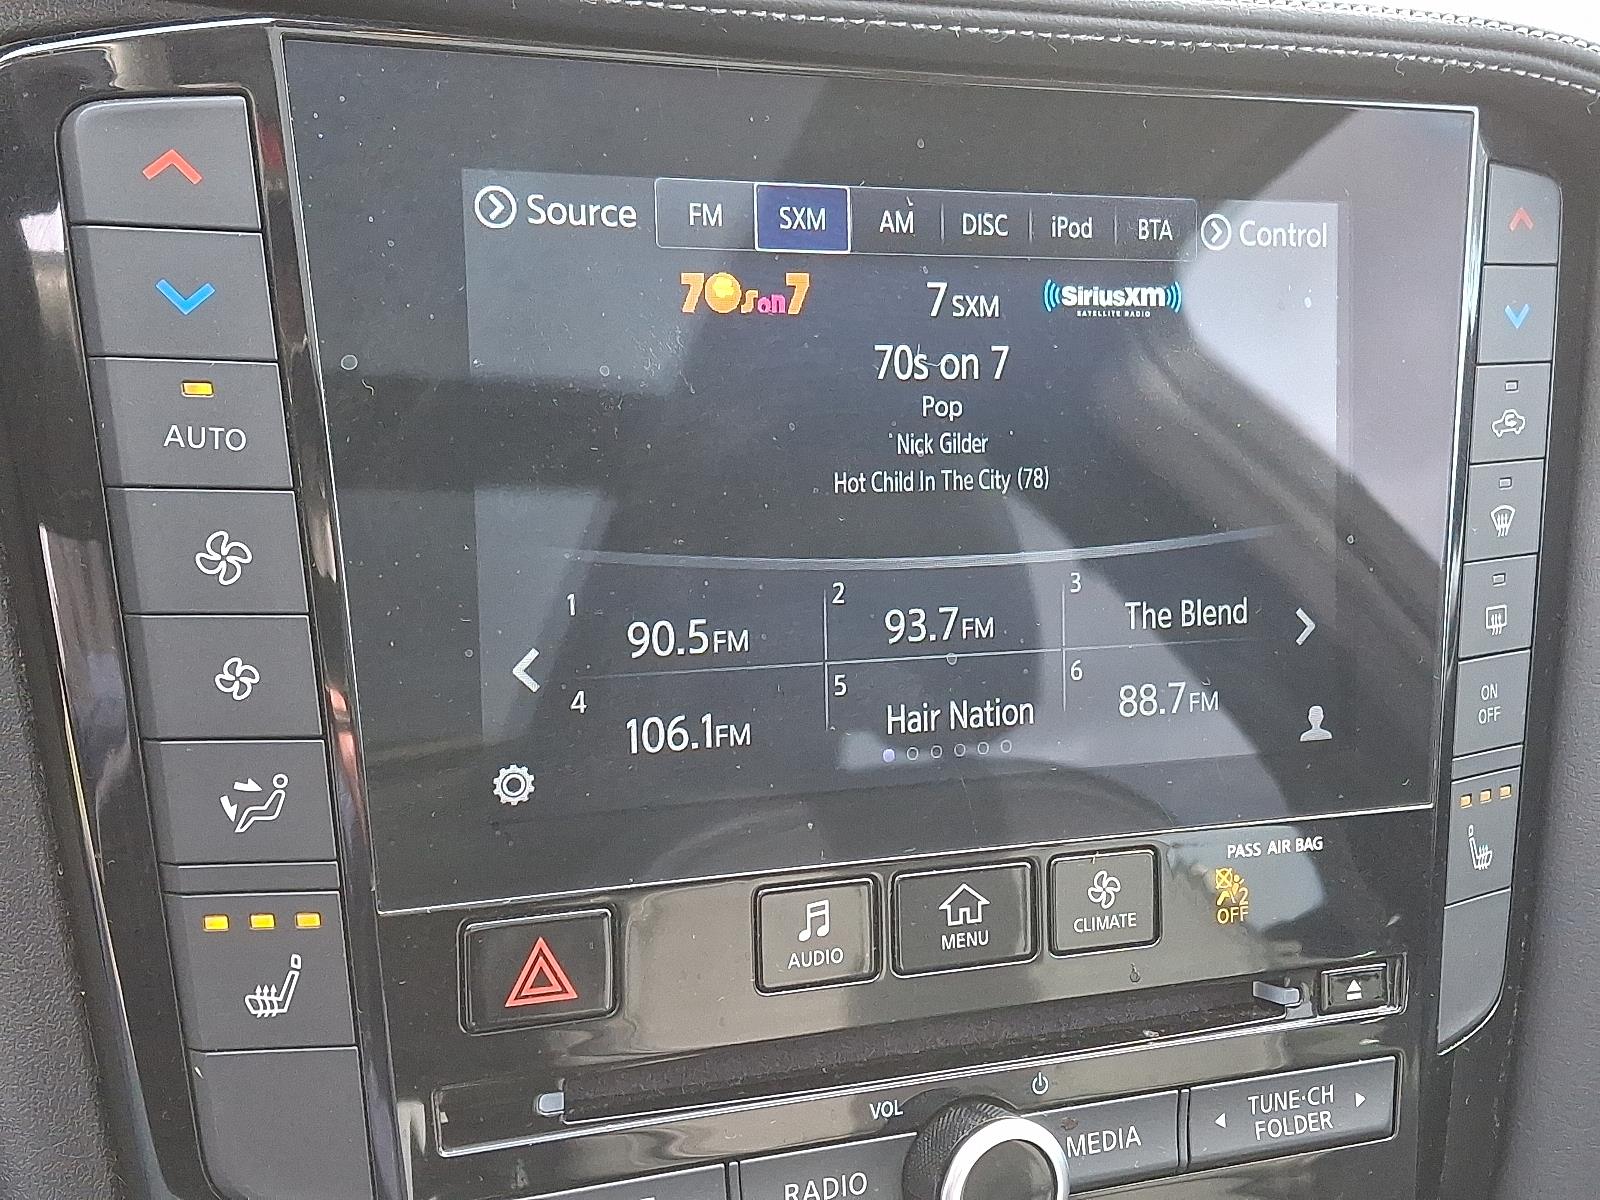 Source FM SXM AM DISC iPod BTA Control
70s on 7 7 SXM SiriusXM
SATELLITE RADIO
70s on 7
Pop
Nick Gilder
Hot Child In The City (78)
1 90.5FM 2 93.7FM 3 The Blend
4 106.1FM 5 Hair Nation 6 88.7FM
AUTO
ON
OFF
PASS AIR BAG
2
OFF
AUDIO MENU CLIMATE
VOL
TUNE·CH
FOLDER
RADIO MEDIA